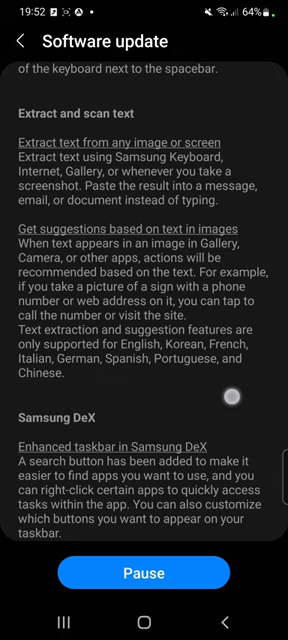 19:52
64%
Software update
of the keyboard next to the spacebar.
Extract and scan text
Extract text from any image or screen
Extract text using Samsung Keyboard,
Internet, Gallery, or whenever you take a
screenshot. Paste the result into a message,
email, or document instead of typing.
Get suggestions based on text in images
When text appears in an image in Gallery,
Camera, or other apps, actions will be
recommended based on the text. For example,
if you take a picture of a sign with a phone
number or web address on it, you can tap to
call the number or visit the site.
Text extraction and suggestion features are
only supported for English, Korean, French,
Italian, German, Spanish, Portuguese, and
Chinese.
Samsung DeX
Enhanced taskbar in Samsung DeX
A search button has been added to make it
easier to find apps you want to use, and you
can right-click certain apps to quickly access
tasks within the app. You can also customize
which buttons you want to appear on your
taskbar.
Pause